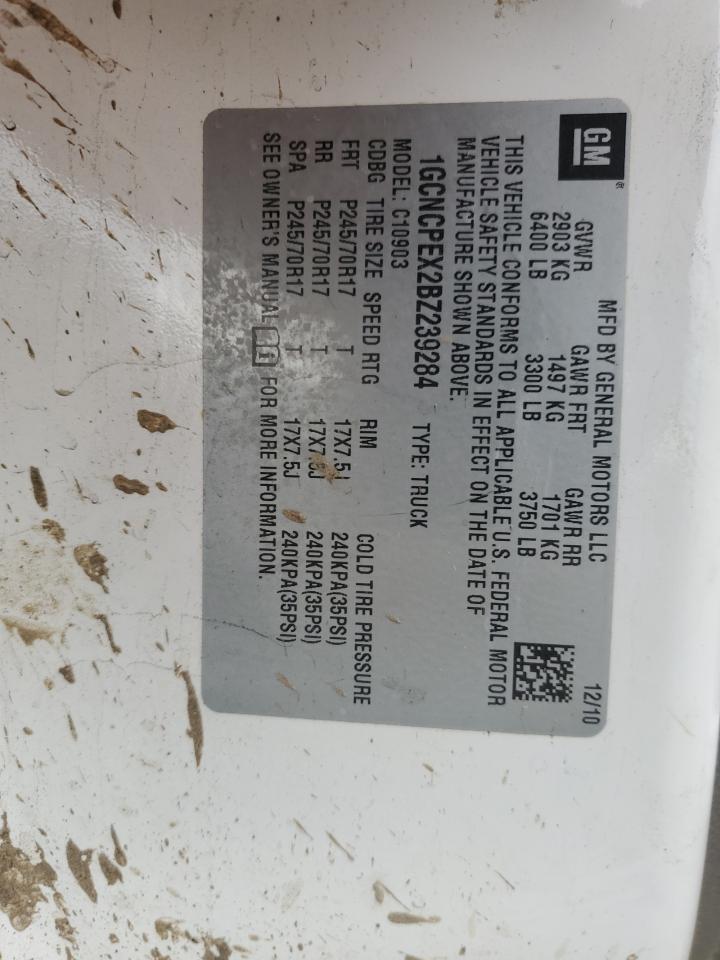 GM®
MFD BY GENERAL MOTORS LLC 12/10
GVWR GAWR FRT GAWR RR
2903 KG 1497 KG 1701 KG
6400 LB 3300 LB 3750 LB
THIS VEHICLE CONFORMS TO ALL APPLICABLE U.S. FEDERAL MOTOR
VEHICLE SAFETY STANDARDS IN EFFECT ON THE DATE OF
MANUFACTURE SHOWN ABOVE.
1GCNCPEX2BZ239284 TYPE: TRUCK
MODEL: C10903
CDBG TIRE SIZE SPEED RTG RIM COLD TIRE PRESSURE
FRT P245/70R17 T 17X7.5J 240KPA(35PSI)
RR P245/70R17 T 17X7.5J 240KPA(35PSI)
SPA P245/70R17 T 17X7.5J 240KPA(35PSI)
SEE OWNER'S MANUAL FOR MORE INFORMATION.